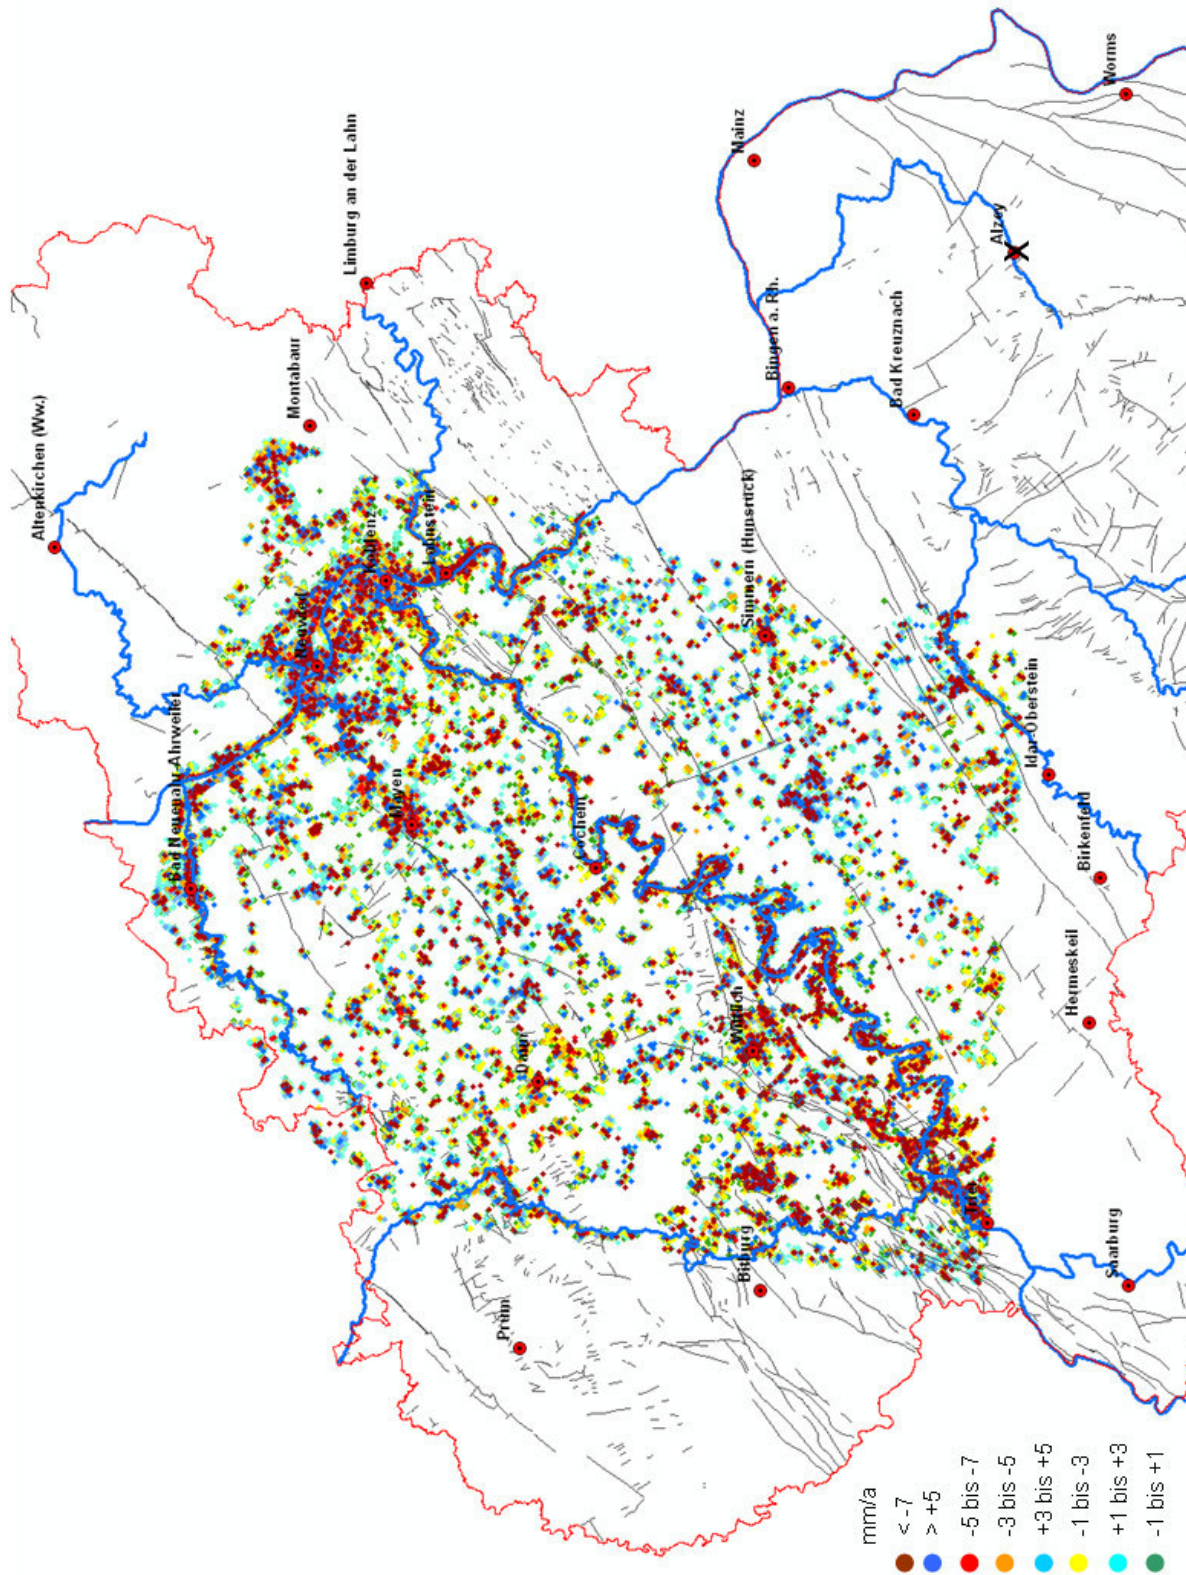 Altenkirchen (Ww.)
Limburg an der Lahn
Montabaur
Mainz
Worms
Alzey
Bingen a. Rh.
Bad Kreuznach
Koblenz
Lahnstein
Neuwied
Simmern (Hunsrück)
Bad Neuenahr-Ahrweiler
Mayen
Cochem
Idar-Oberstein
Birkenfeld
Hermeskeil
Daun
Wittlich
Trier
Bitburg
Prüm
Saarburg
mm/a
< -7
> +5
-5 bis -7
-3 bis -5
+3 bis +5
-1 bis -3
+1 bis +3
-1 bis +1